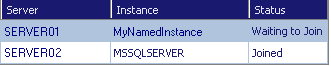 Server Instance Status
SERVER01 MyNamedInstance Waiting to Join
SERVER02 MSSQLSERVER Joined